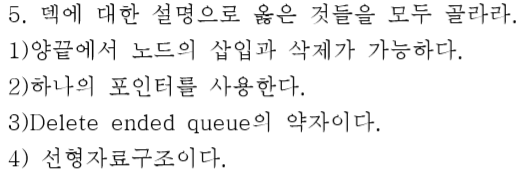 5. 덱에 대한 설명으로 옳은 것들을 모두 골라라.
1)양끝에서 노드의 삽입과 삭제가 가능하다.
2)하나의 포인터를 사용한다.
3)Delete ended queue의 약자이다.
4) 선형자료구조이다.